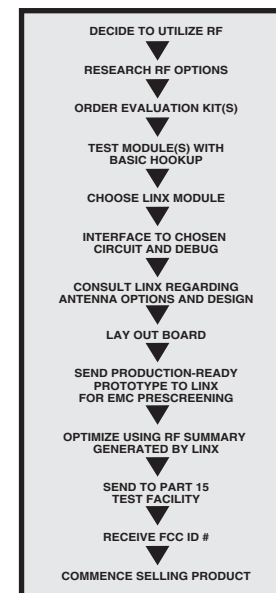 DECIDE TO UTILIZE RF
RESEARCH RF OPTIONS
ORDER EVALUATION KIT(S)
TEST MODULE(S) WITH
BASIC HOOKUP
CHOOSE LINX MODULE
INTERFACE TO CHOSEN
CIRCUIT AND DEBUG
CONSULT LINX REGARDING
ANTENNA OPTIONS AND DESIGN
LAY OUT BOARD
SEND PRODUCTION-READY
PROTOTYPE TO LINX
FOR EMC PRESCREENING
OPTIMIZE USING RF SUMMARY
GENERATED BY LINX
SEND TO PART 15
TEST FACILITY
RECEIVE FCC ID #
COMMENCE SELLING PRODUCT